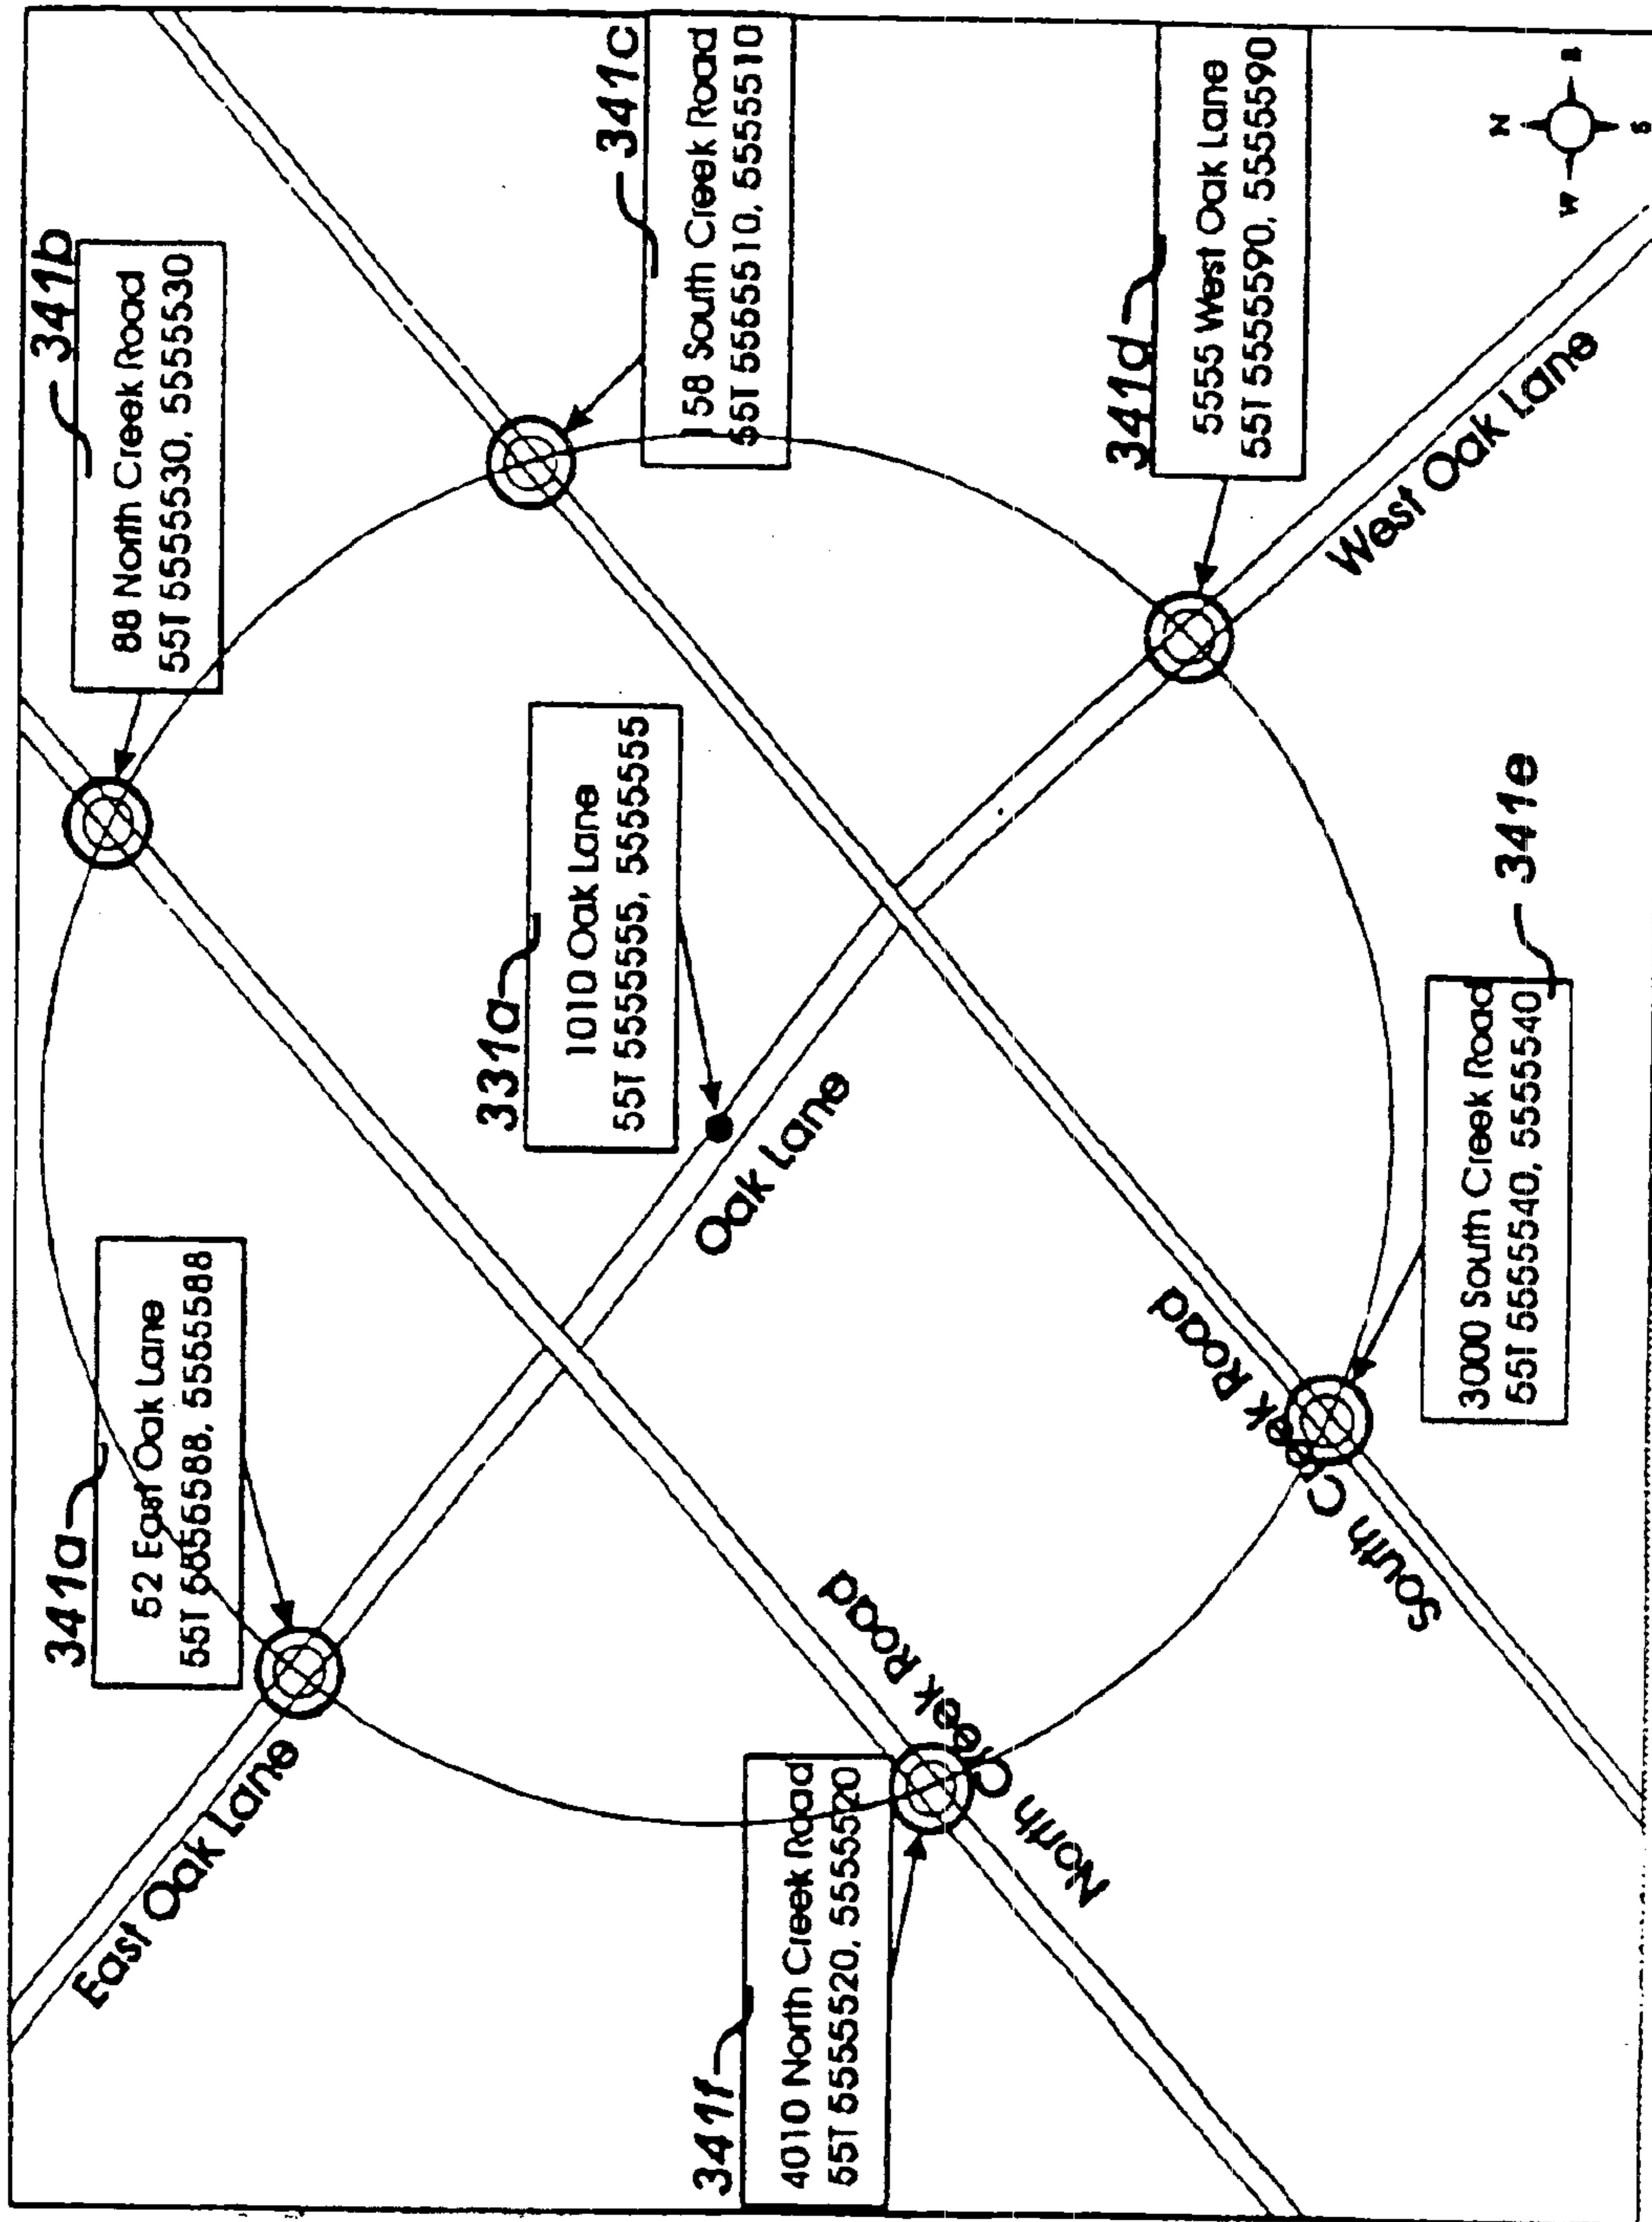 341a
52 East Oak Lane
55T 5555588, 5555588
341b
88 North Creek Road
55T 5555530, 5555530
341c
158 South Creek Road
55T 5555510, 5555510
331a
1010 Oak Lane
55T 5555555, 5555555
341d
5555 West Oak Lane
55T 5555590, 5555590
341e
3000 South Creek Road
55T 5555540, 5555540
341f
4010 North Creek Road
55T 5555520, 5555520
East Oak Lane
Oak Lane
West Oak Lane
North Creek Road
South Creek Road
N
W
E
S